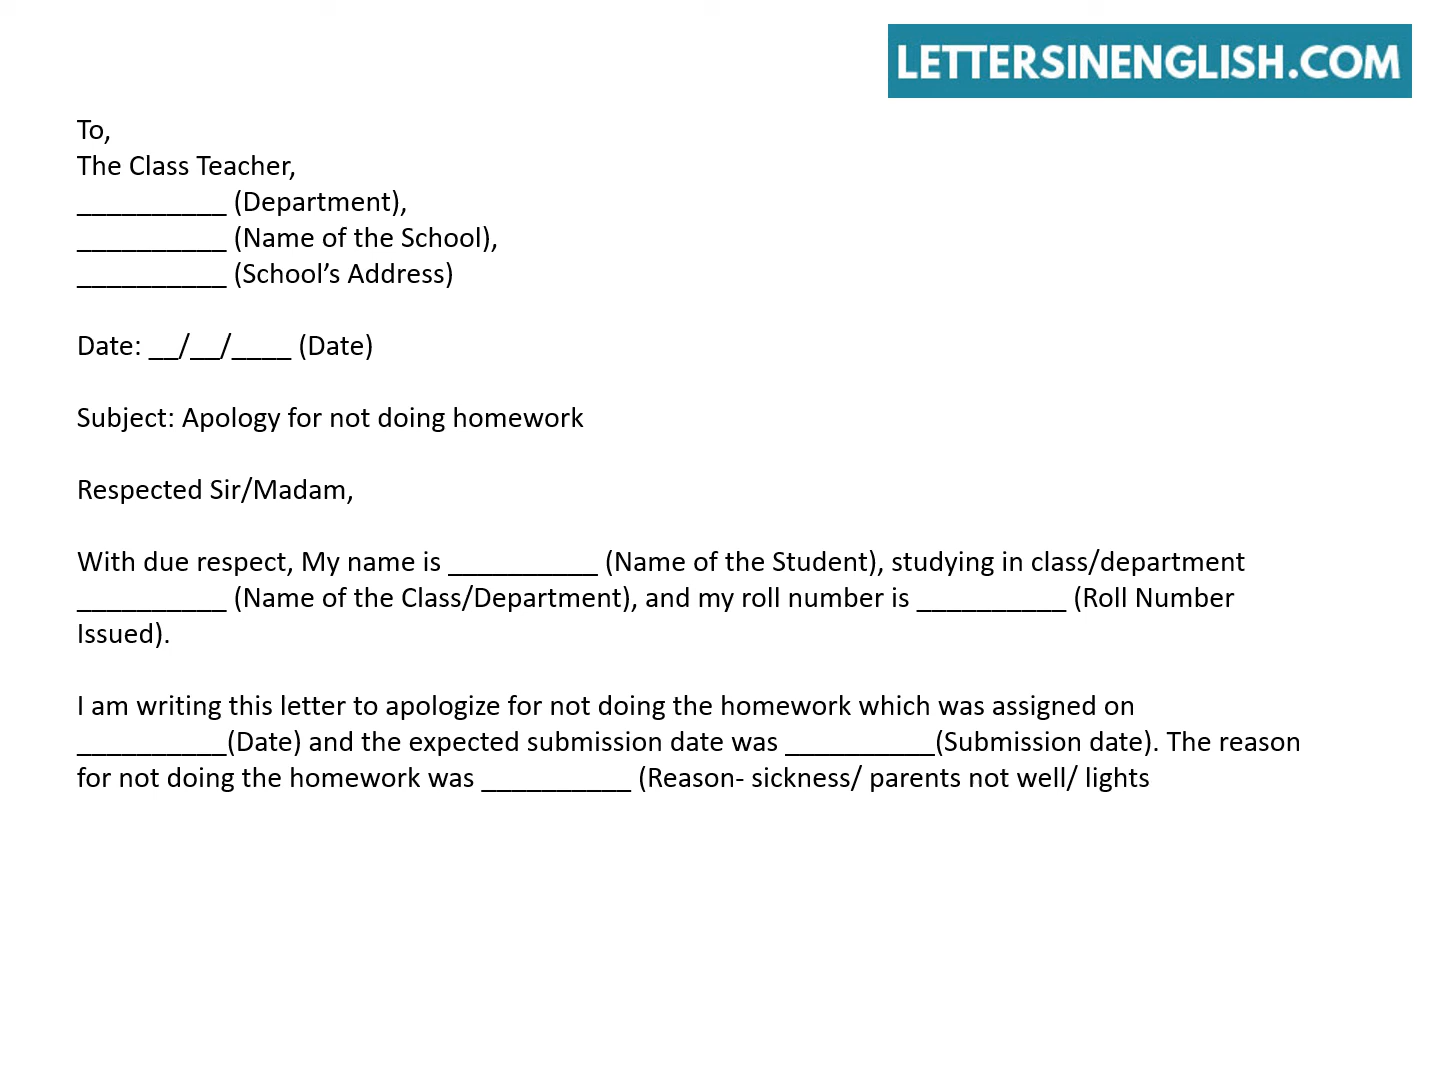 LETTERSINENGLISH.COM
To,
The Class Teacher,
__________ (Department),
__________ (Name of the School),
__________ (School’s Address)
Date: __/__/____ (Date)
Subject: Apology for not doing homework
Respected Sir/Madam,
With due respect, My name is __________ (Name of the Student), studying in class/department
__________ (Name of the Class/Department), and my roll number is __________ (Roll Number
Issued).
I am writing this letter to apologize for not doing the homework which was assigned on
__________(Date) and the expected submission date was __________(Submission date). The reason
for not doing the homework was __________ (Reason- sickness/ parents not well/ lights